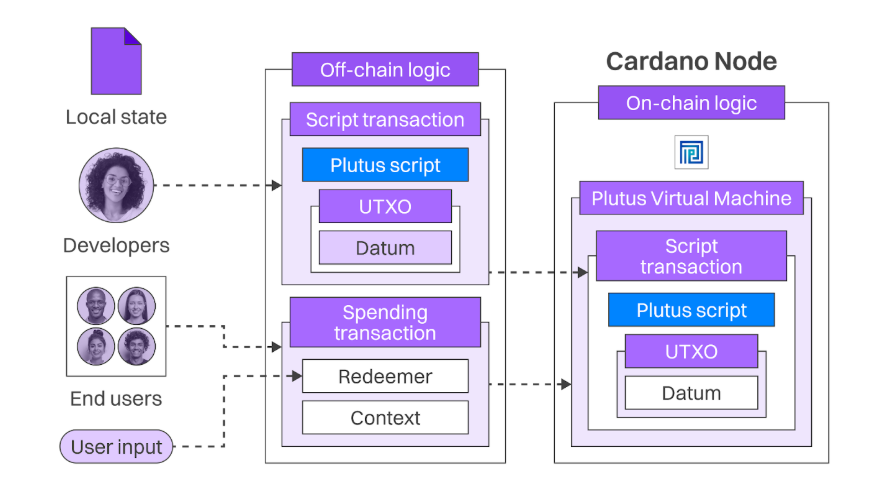 Local state
Developers
End users
User input
Off-chain logic
Script transaction
Plutus script
UTXO
Datum
Spending
transaction
Redeemer
Context
Cardano Node
On-chain logic
Plutus Virtual Machine
Script
transaction
Plutus script
UTXO
Datum